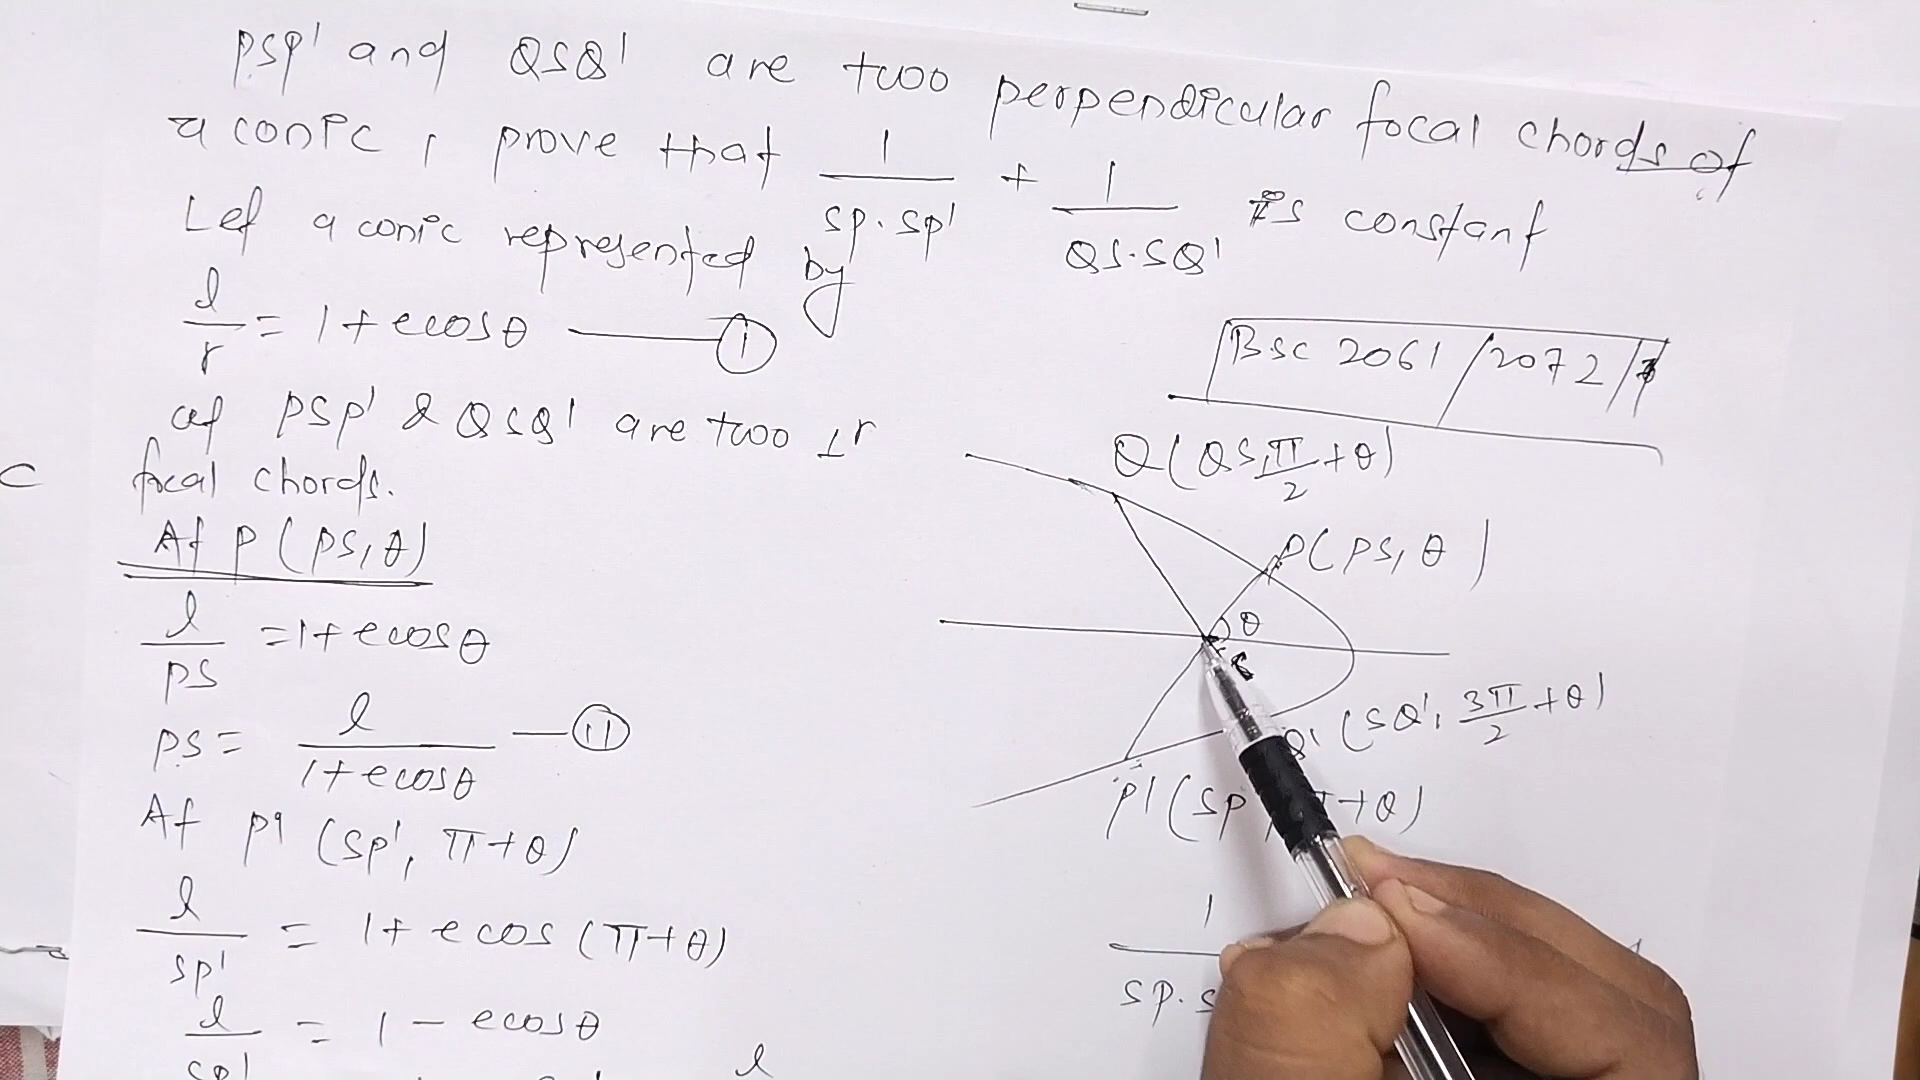 PSP' and QSQ' are two perpendicular focal chords of
a conic, prove that 1/SP.SP' + 1/QS.SQ' is constant
Let a conic represented by
l/r = 1+ecosθ —— (1)
PSP' & QSQ' are two ⊥r
focal chords.
At P(PS,θ)
l/PS = 1+ecosθ
PS = l/1+ecosθ —(11)
At P' (SP', π+θ)
l/SP' = 1+ecos(π+θ)
l/SP' = 1-ecosθ
l
Bsc 2061/2072/
Q(QS,π/2+θ)
P(PS,θ)
θ
S
Q'(SQ', 3π/2+θ)
P'(SP', π+θ)
1
SP.S
C